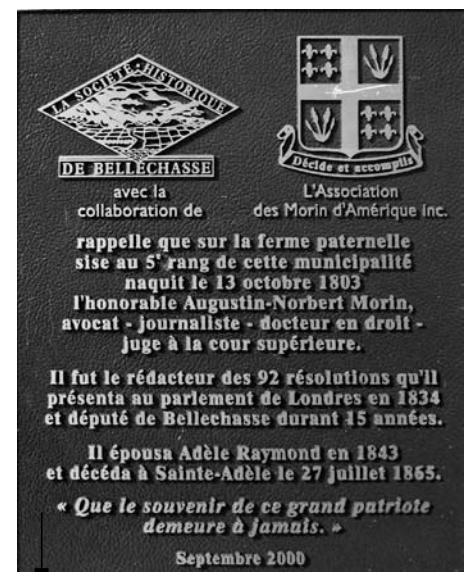 LA SOCIÉTÉ HISTORIQUE
DE BELLECHASSE
avec la
collaboration de
Décide et accomplis
L'Association
des Morin d'Amérique inc.
rappelle que sur la ferme paternelle
sise au 5e rang de cette municipalité
naquit le 13 octobre 1803
l'honorable Augustin-Norbert Morin,
avocat - journaliste - docteur en droit -
juge à la cour supérieure.
Il fut le rédacteur des 92 résolutions qu'il
présenta au parlement de Londres en 1834
et député de Bellechasse durant 15 années.
Il épousa Adèle Raymond en 1843
et décéda à Sainte-Adèle le 27 juillet 1865.
« Que le souvenir de ce grand patriote
demeure à jamais. »
Septembre 2000